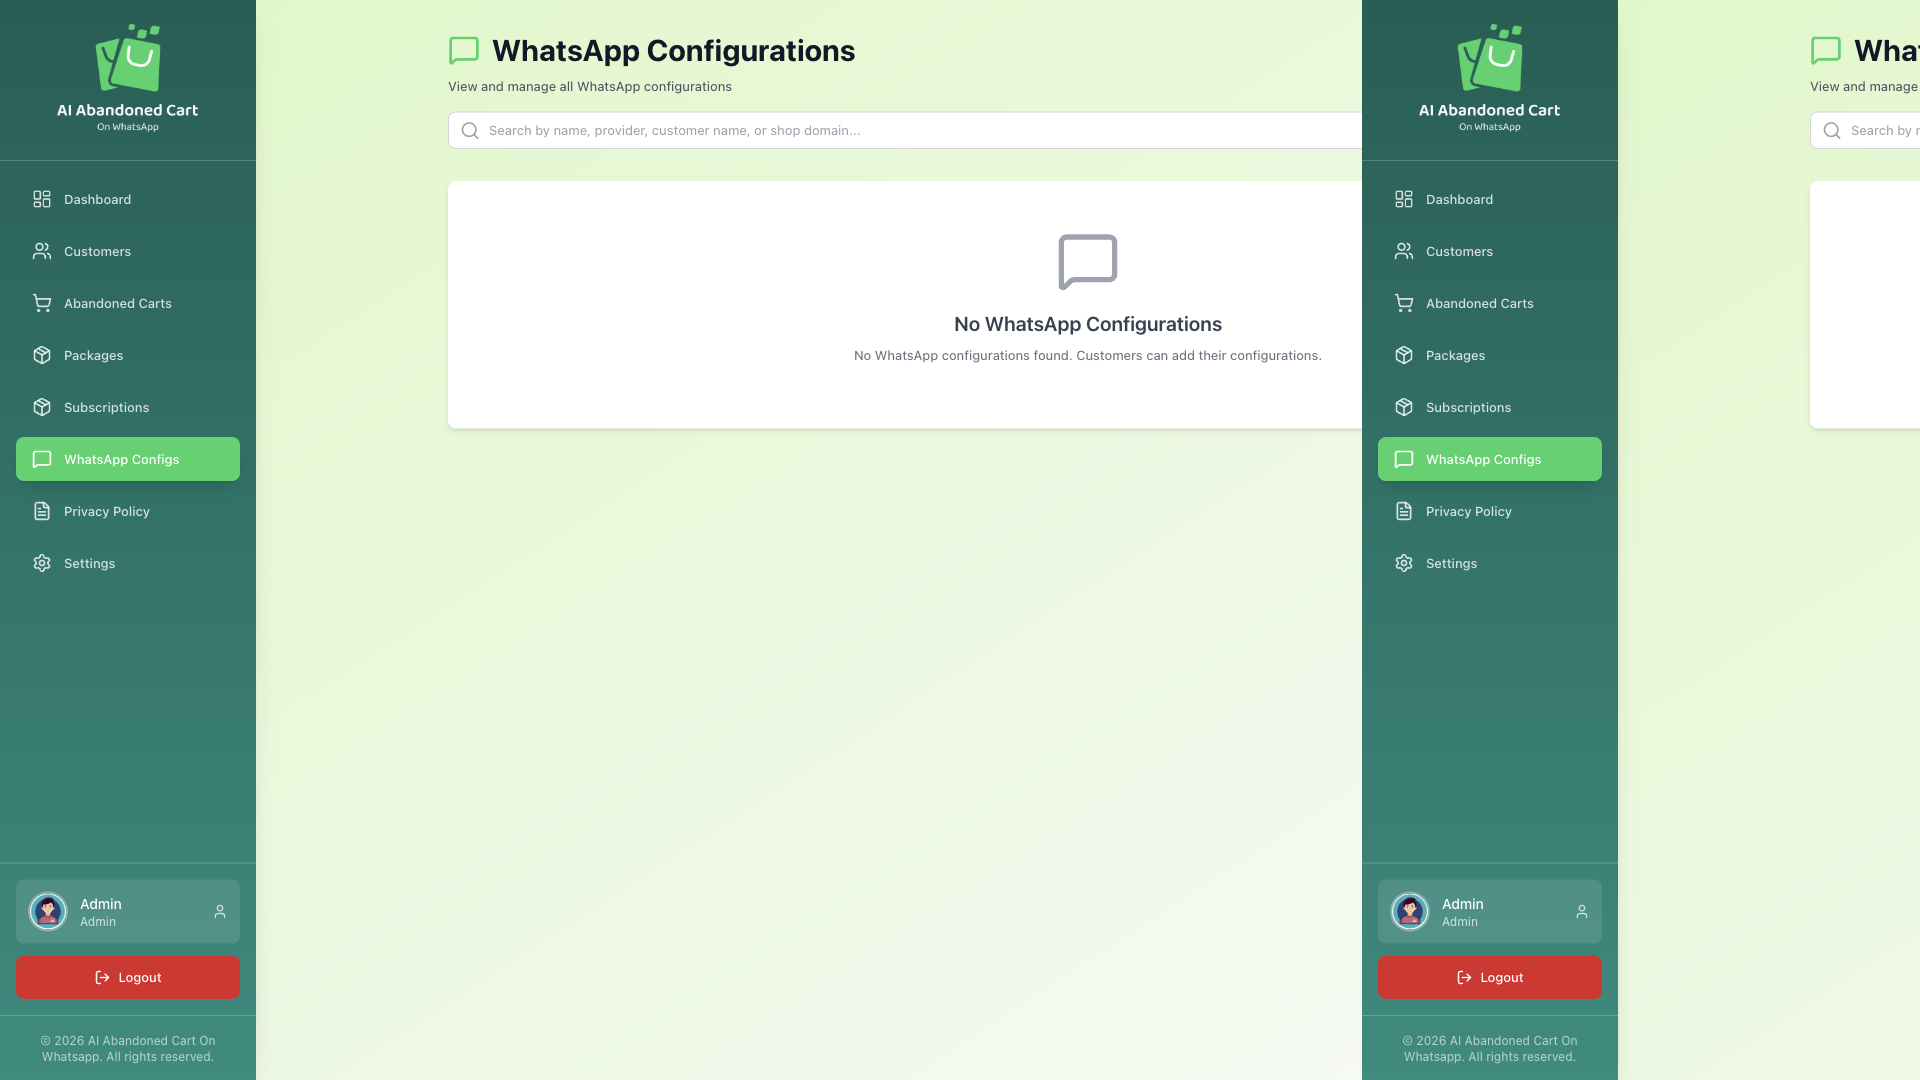 AI Abandoned Cart
On WhatsApp
Dashboard
Customers
Abandoned Carts
Packages
Subscriptions
WhatsApp Configs
Privacy Policy
Settings
Admin
Admin
Logout
© 2026 AI Abandoned Cart On
Whatsapp. All rights reserved.
WhatsApp Configurations
View and manage all WhatsApp configurations
Search by name, provider, customer name, or shop domain...
No WhatsApp Configurations
No WhatsApp configurations found. Customers can add their configurations.
AI Abandoned Cart
On WhatsApp
Dashboard
Customers
Abandoned Carts
Packages
Subscriptions
WhatsApp Configs
Privacy Policy
Settings
Admin
Admin
Logout
© 2026 AI Abandoned Cart On
Whatsapp. All rights reserved.
Wha
View and manage
Search by